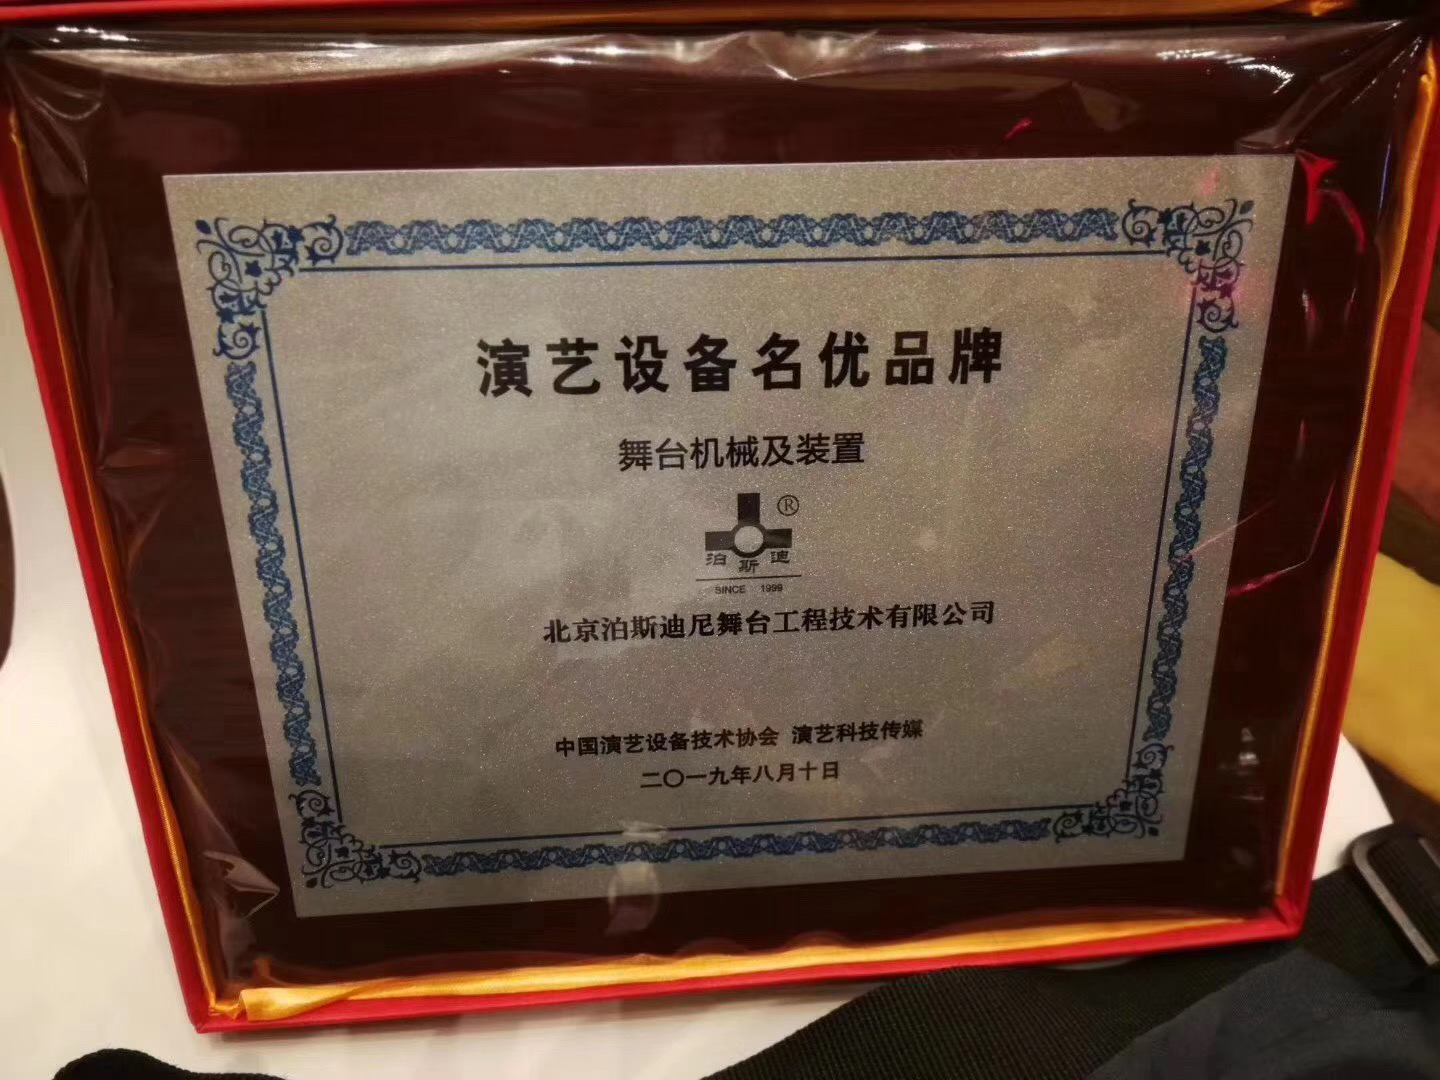 演艺设备名优品牌
舞台机械及装置
®
泊斯迪
SINCE 1999
北京泊斯迪尼舞台工程技术有限公司
中国演艺设备技术协会 演艺科技传媒
二〇一九年八月十日